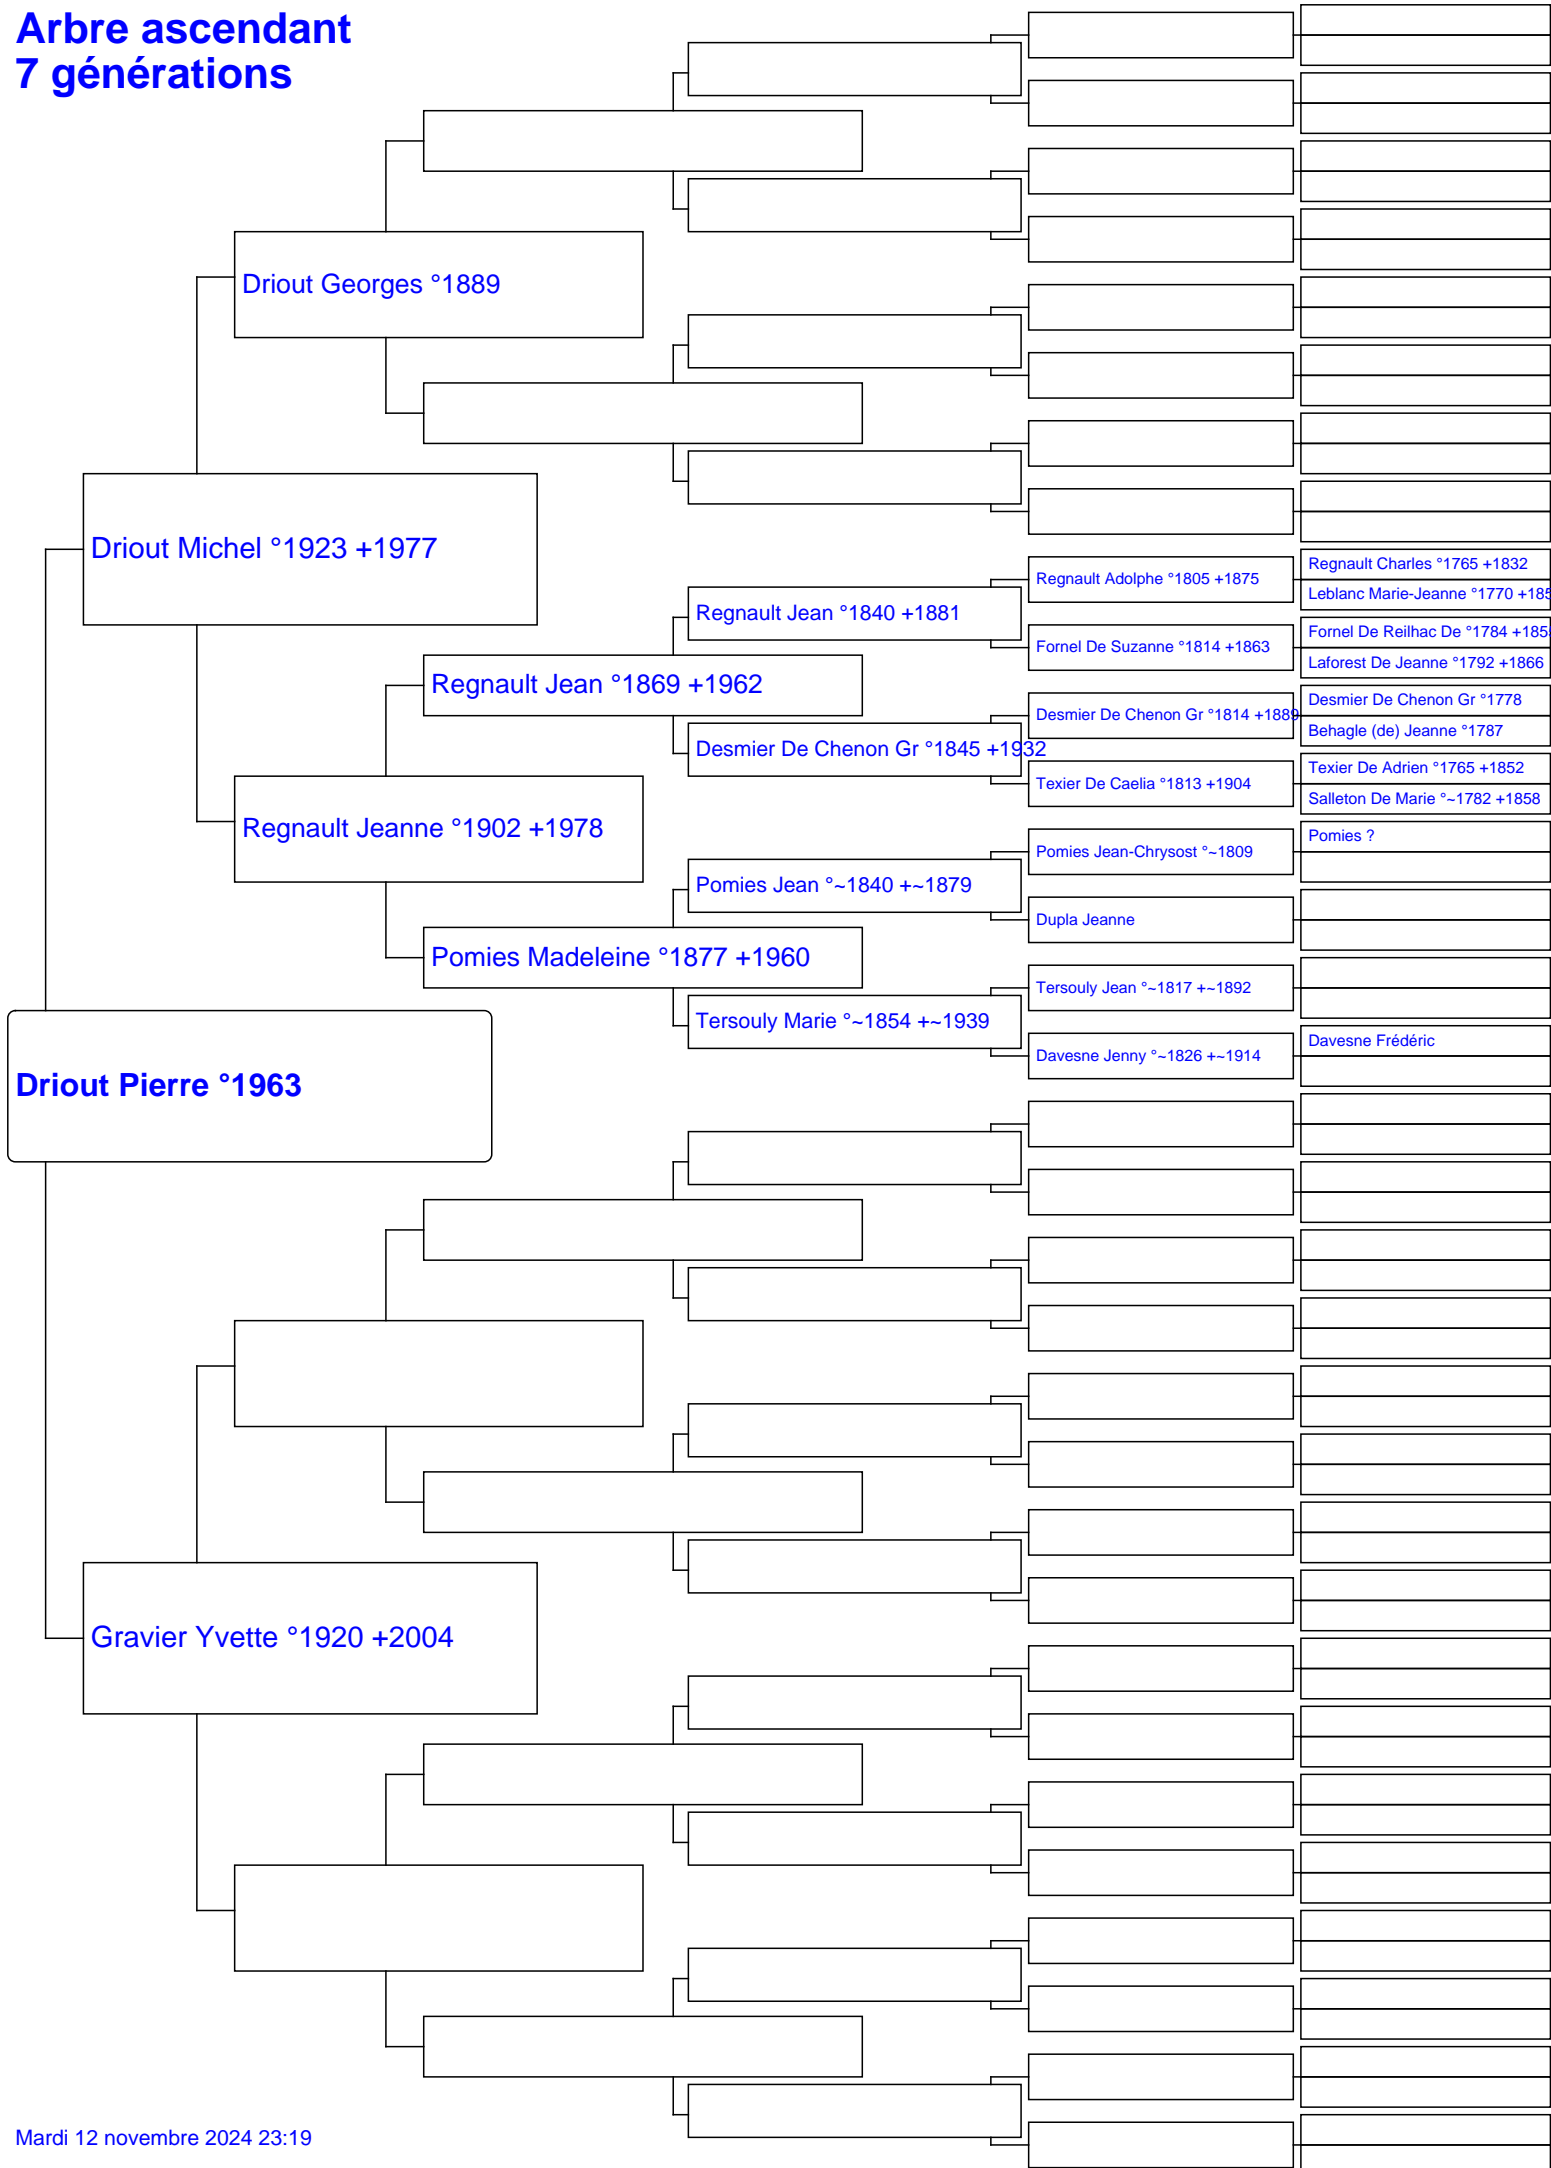 Arbre ascendant
7 générations
Driout Georges °1889
Driout Michel °1923 +1977
Regnault Adolphe °1805 +1875
Regnault Charles °1765 +1832
Leblanc Marie-Jeanne °1770 +185
Regnault Jean °1840 +1881
Fornel De Suzanne °1814 +1863
Fornel De Reilhac De °1784 +185
Laforest De Jeanne °1792 +1866
Regnault Jean °1869 +1962
Desmier De Chenon Gr °1814 +1889
Desmier De Chenon Gr °1778
Behagle (de) Jeanne °1787
Desmier De Chenon Gr °1845 +1932
Texier De Caelia °1813 +1904
Texier De Adrien °1765 +1852
Salleton De Marie °~1782 +1858
Regnault Jeanne °1902 +1978
Pomies Jean-Chrysost °~1809
Pomies ?
Pomies Jean °~1840 +~1879
Dupla Jeanne
Pomies Madeleine °1877 +1960
Tersouly Jean °~1817 +~1892
Tersouly Marie °~1854 +~1939
Davesne Jenny °~1826 +~1914
Davesne Frédéric
Driout Pierre °1963
Gravier Yvette °1920 +2004
Mardi 12 novembre 2024 23:19